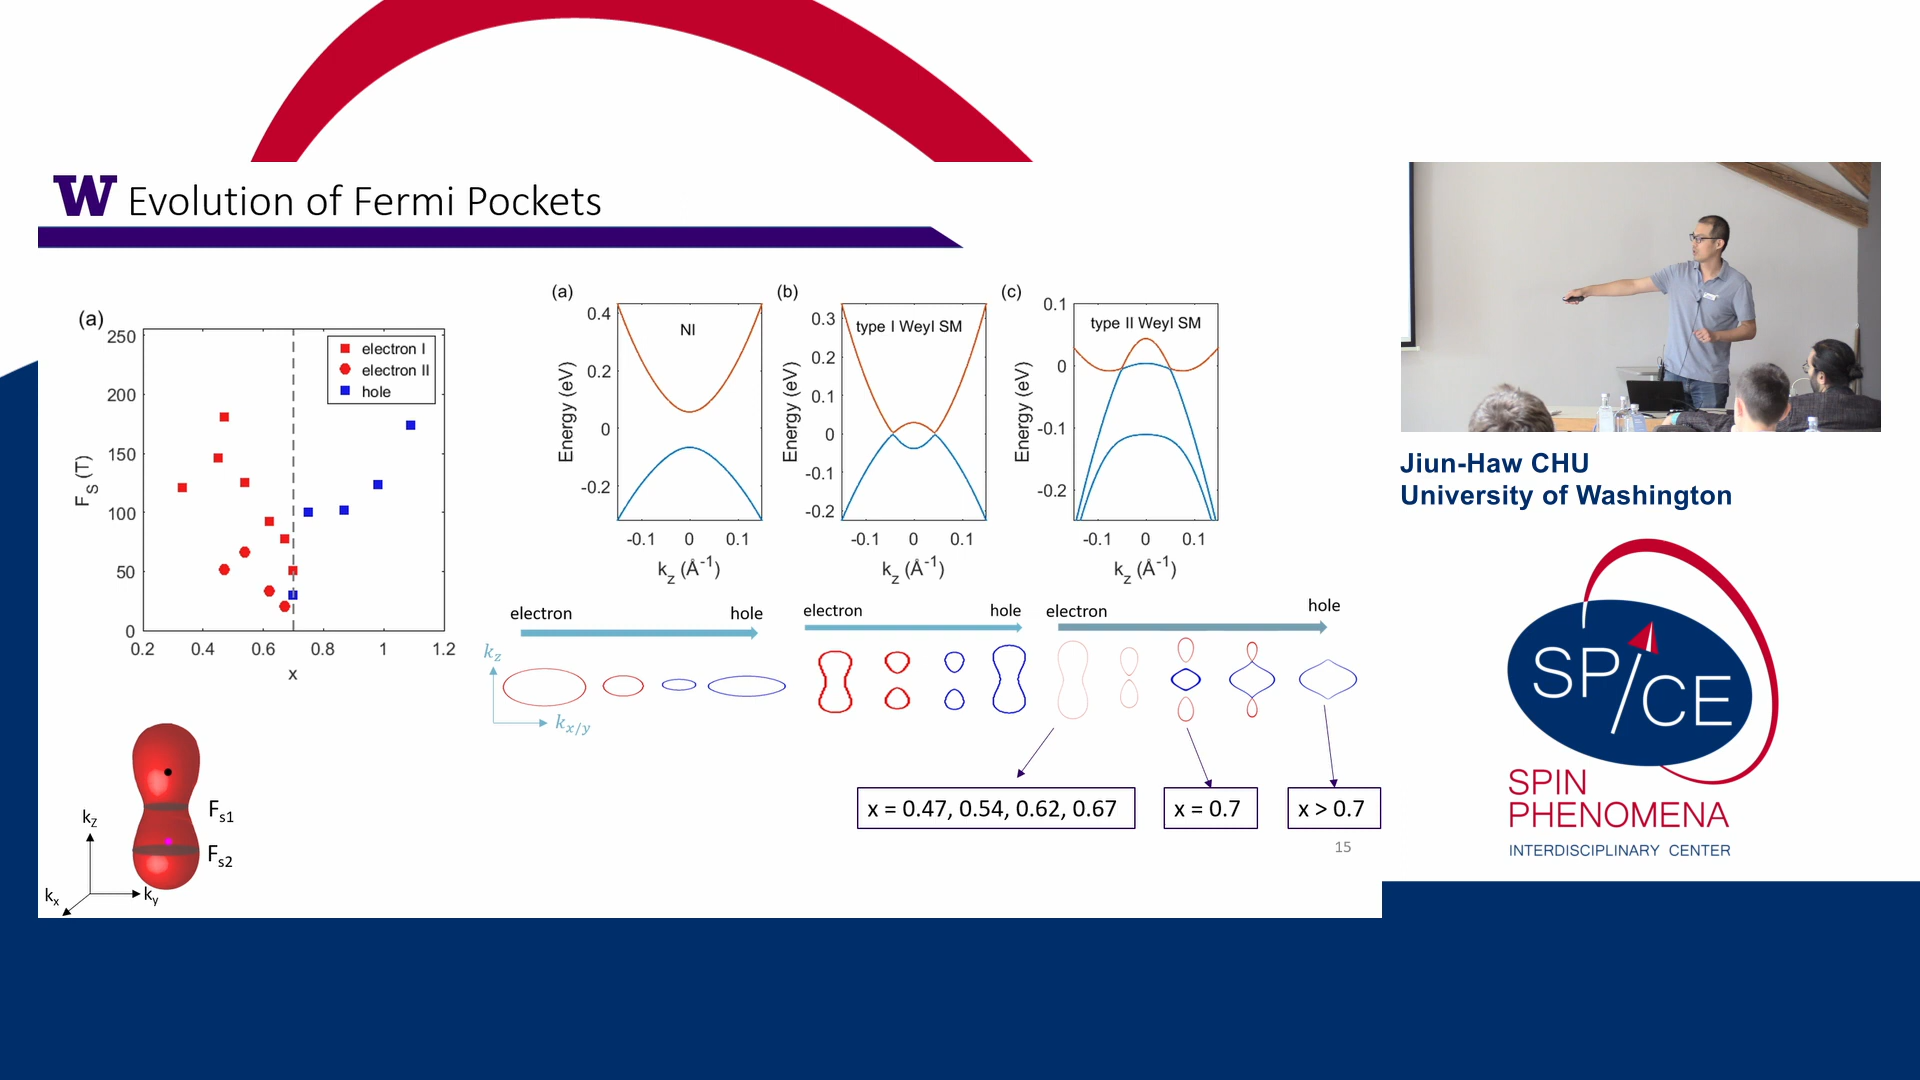 W Evolution of Fermi Pockets
(a)
250
200
150
100
50
0
0.2 0.4 0.6 0.8 1 1.2
F_S (T)
x
electron I
electron II
hole
(a)
NI
0.4
0.2
0
-0.2
Energy (eV)
-0.1 0 0.1
k_z (Å^-1)
(b)
type I Weyl SM
0.3
0.2
0.1
0
-0.1
-0.2
Energy (eV)
-0.1 0 0.1
k_z (Å^-1)
(c)
type II Weyl SM
0.1
0
-0.1
-0.2
Energy (eV)
-0.1 0 0.1
k_z (Å^-1)
electron hole
electron hole
electron hole
k_z
k_x/y
x = 0.47, 0.54, 0.62, 0.67
x = 0.7
x > 0.7
15
F_s1
F_s2
k_z
k_x
k_y
Jiun-Haw CHU
University of Washington
SP/CE
SPIN
PHENOMENA
INTERDISCIPLINARY CENTER